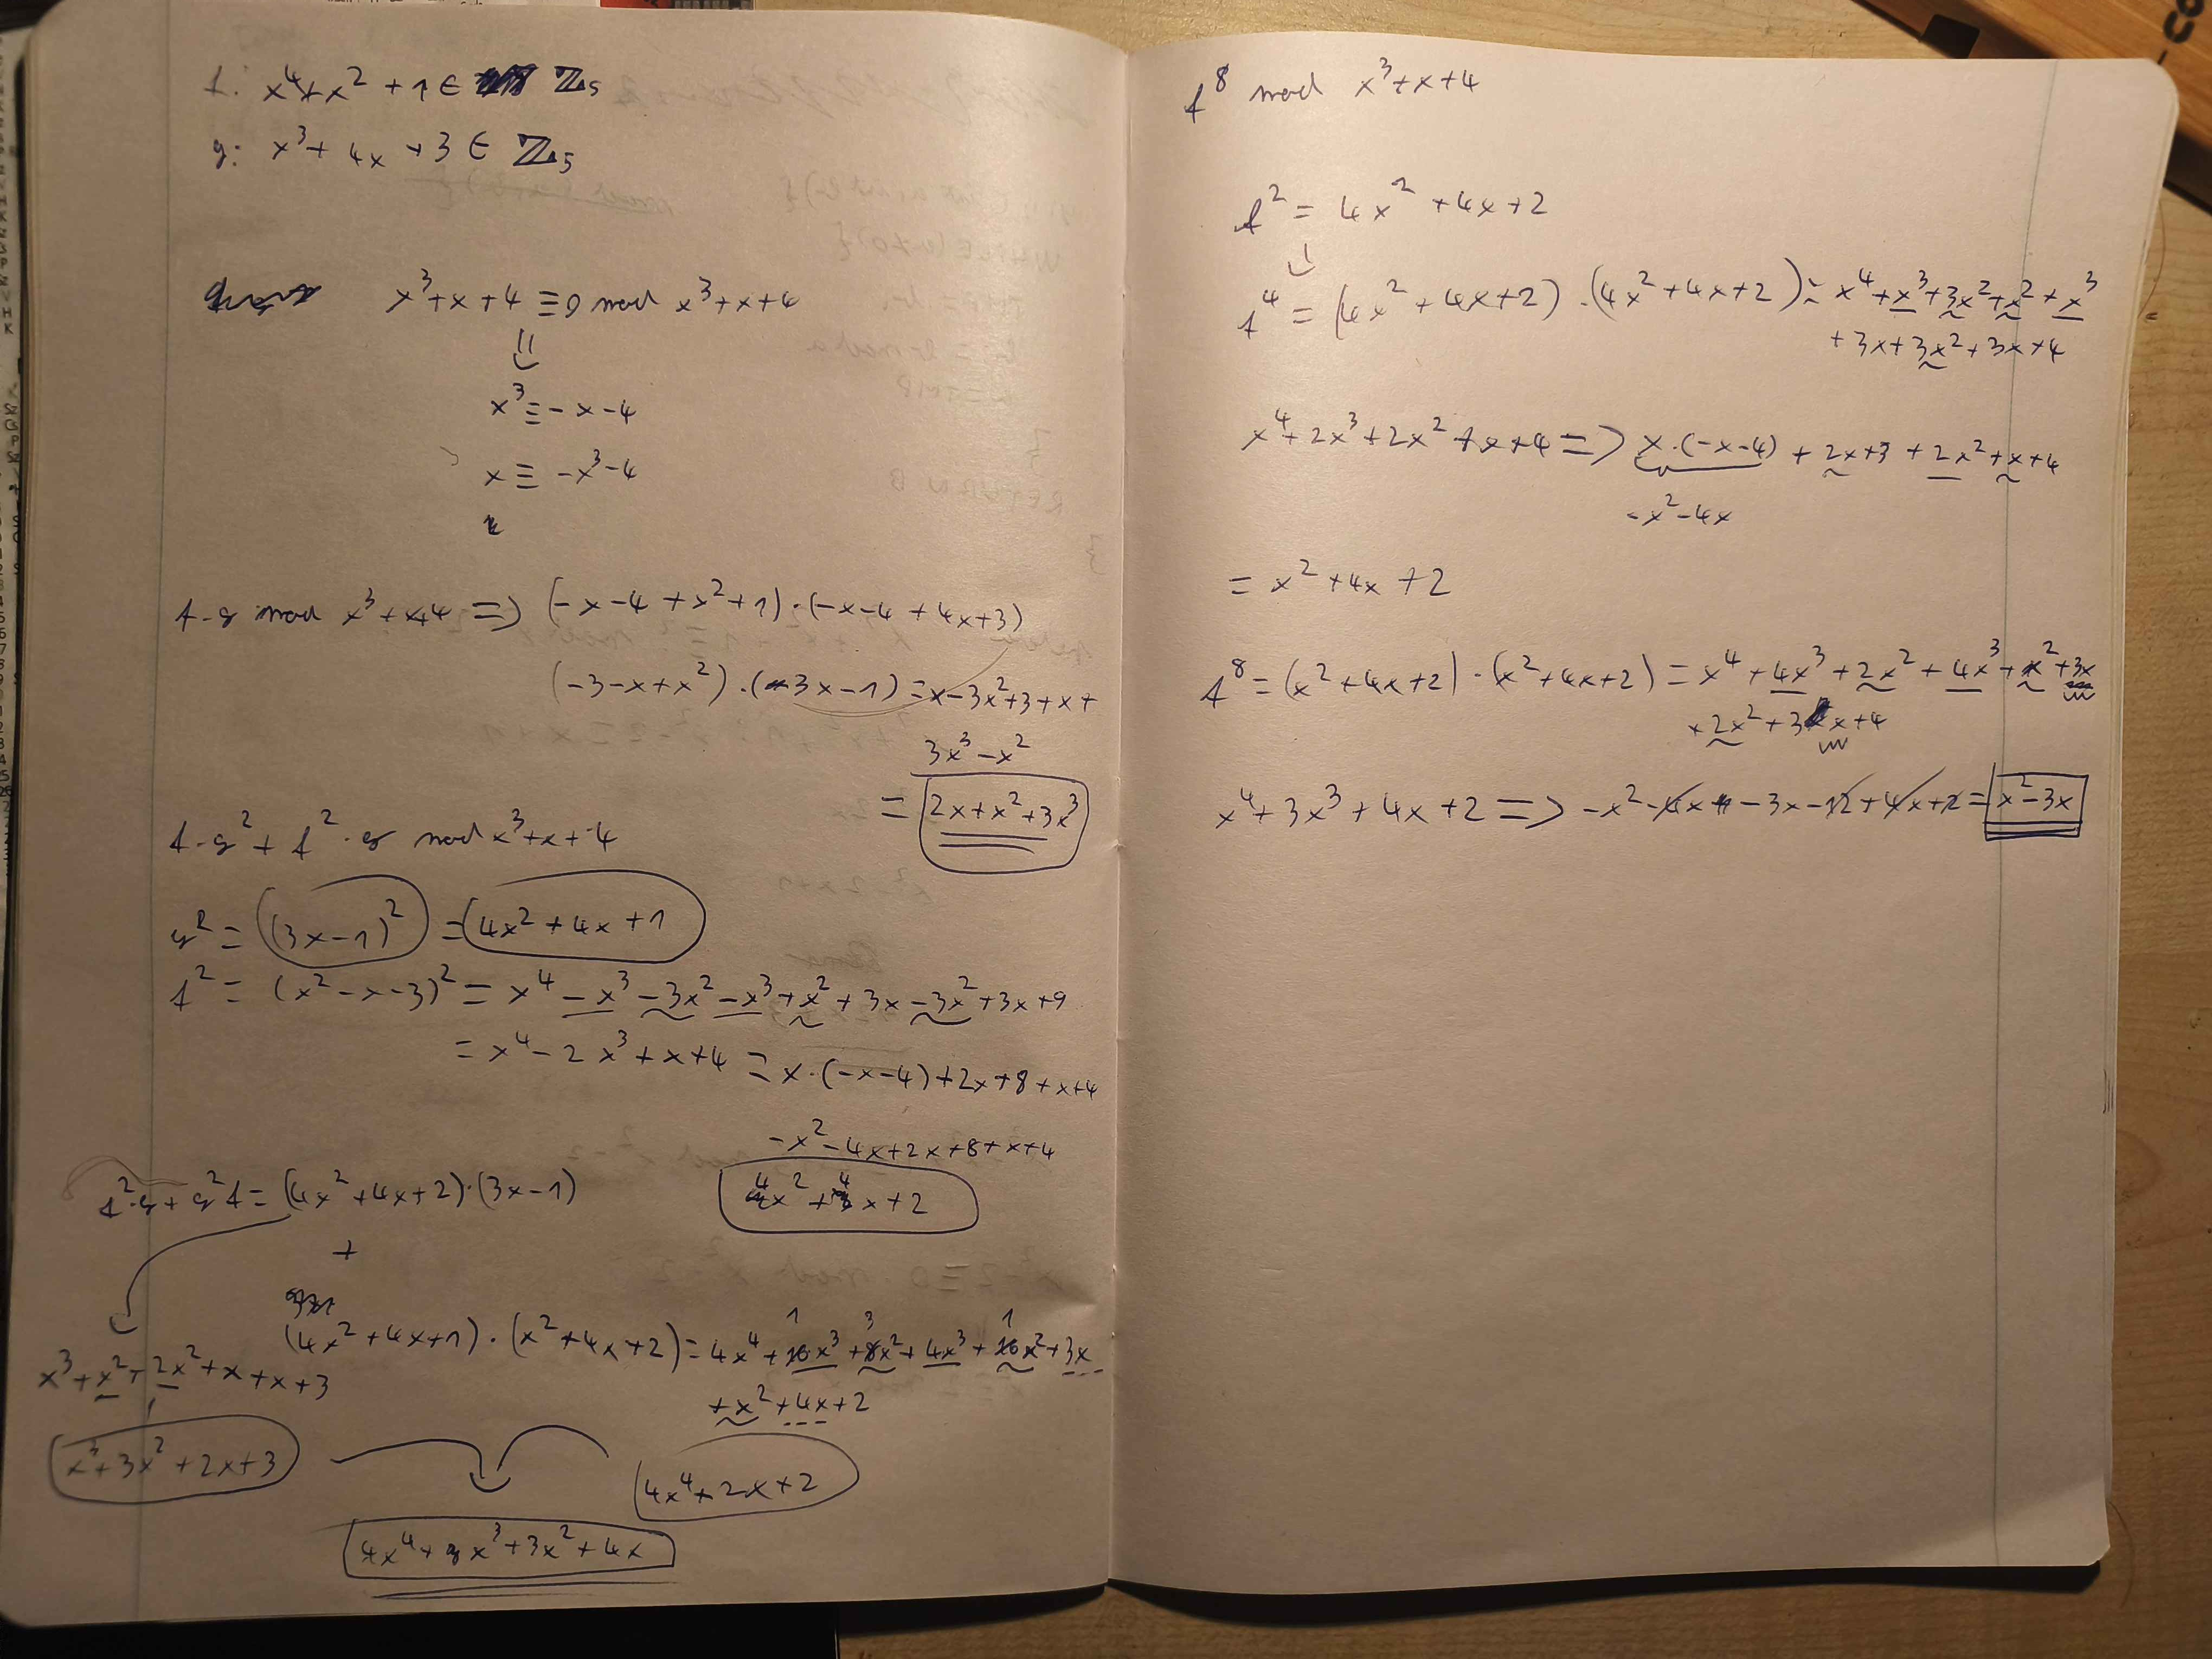 f: x⁴+x²+1 ∈ ℤ₅
g: x³+4x+3 ∈ ℤ₅
x³+x+4 ≡ 0 mod x³+x+4
⇓
x³ ≡ -x-4
x ≡ -x³-4
f·g mod x³+x+4 => (-x-4+x²+1)·(-x-4+4x+3)
(-3-x+x²)·(3x-1) = x-3x²+3+x+
3x³-x²
= 2x+x²+3x³
f·g²+f²·g mod x³+x+4
g² = (3x-1)² = 4x²+4x+1
f² = (x²-x-3)² = x⁴-x³-3x²-x³+x²+3x-3x²+3x+9
= x⁴-2x³+x+4 = x·(-x-4)+2x+8+x+4
-x²-4x+2x+8+x+4
4x²+4x+2
f²·g+g²f = (4x²+4x+2)·(3x-1)
+
(4x²+4x+1)·(x²+4x+2) = 4x⁴+1x³+3x²+4x³+1x²+3x
+x²+4x+2
x³+x²+2x²+x+x+3
x³+3x²+2x+3
4x⁴+2x+2
4x⁴+x³+3x²+4x
f⁸ mod x³+x+4
f² = 4x²+4x+2
⇓
f⁴ = (4x²+4x+2)·(4x²+4x+2) = x⁴+x³+3x²+x²+x³
+3x+3x²+3x+4
x⁴+2x³+2x²+x+4 => x·(-x-4)+2x+3+2x²+x+4
-x²-4x
= x²+4x+2
f⁸ = (x²+4x+2)·(x²+4x+2) = x⁴+4x³+2x²+4x³+x²+3x
+2x²+3x+4
x⁴+3x³+4x+2 => -x²-4x-3x-12+4x+2 = x²-3x